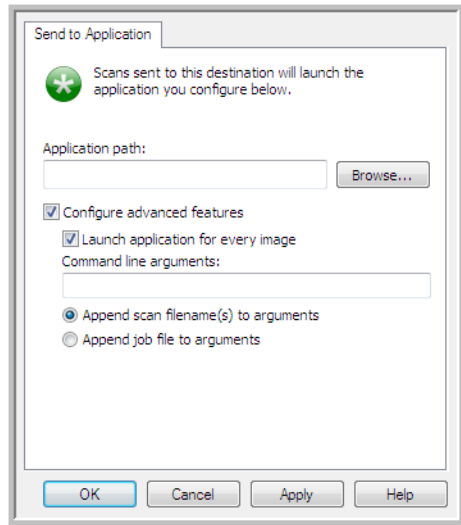 Send to Application
Scans sent to this destination will launch the
application you configure below.
Application path:
Browse...
Configure advanced features
Launch application for every image
Command line arguments:
Append scan filename(s) to arguments
Append job file to arguments
OK Cancel Apply Help